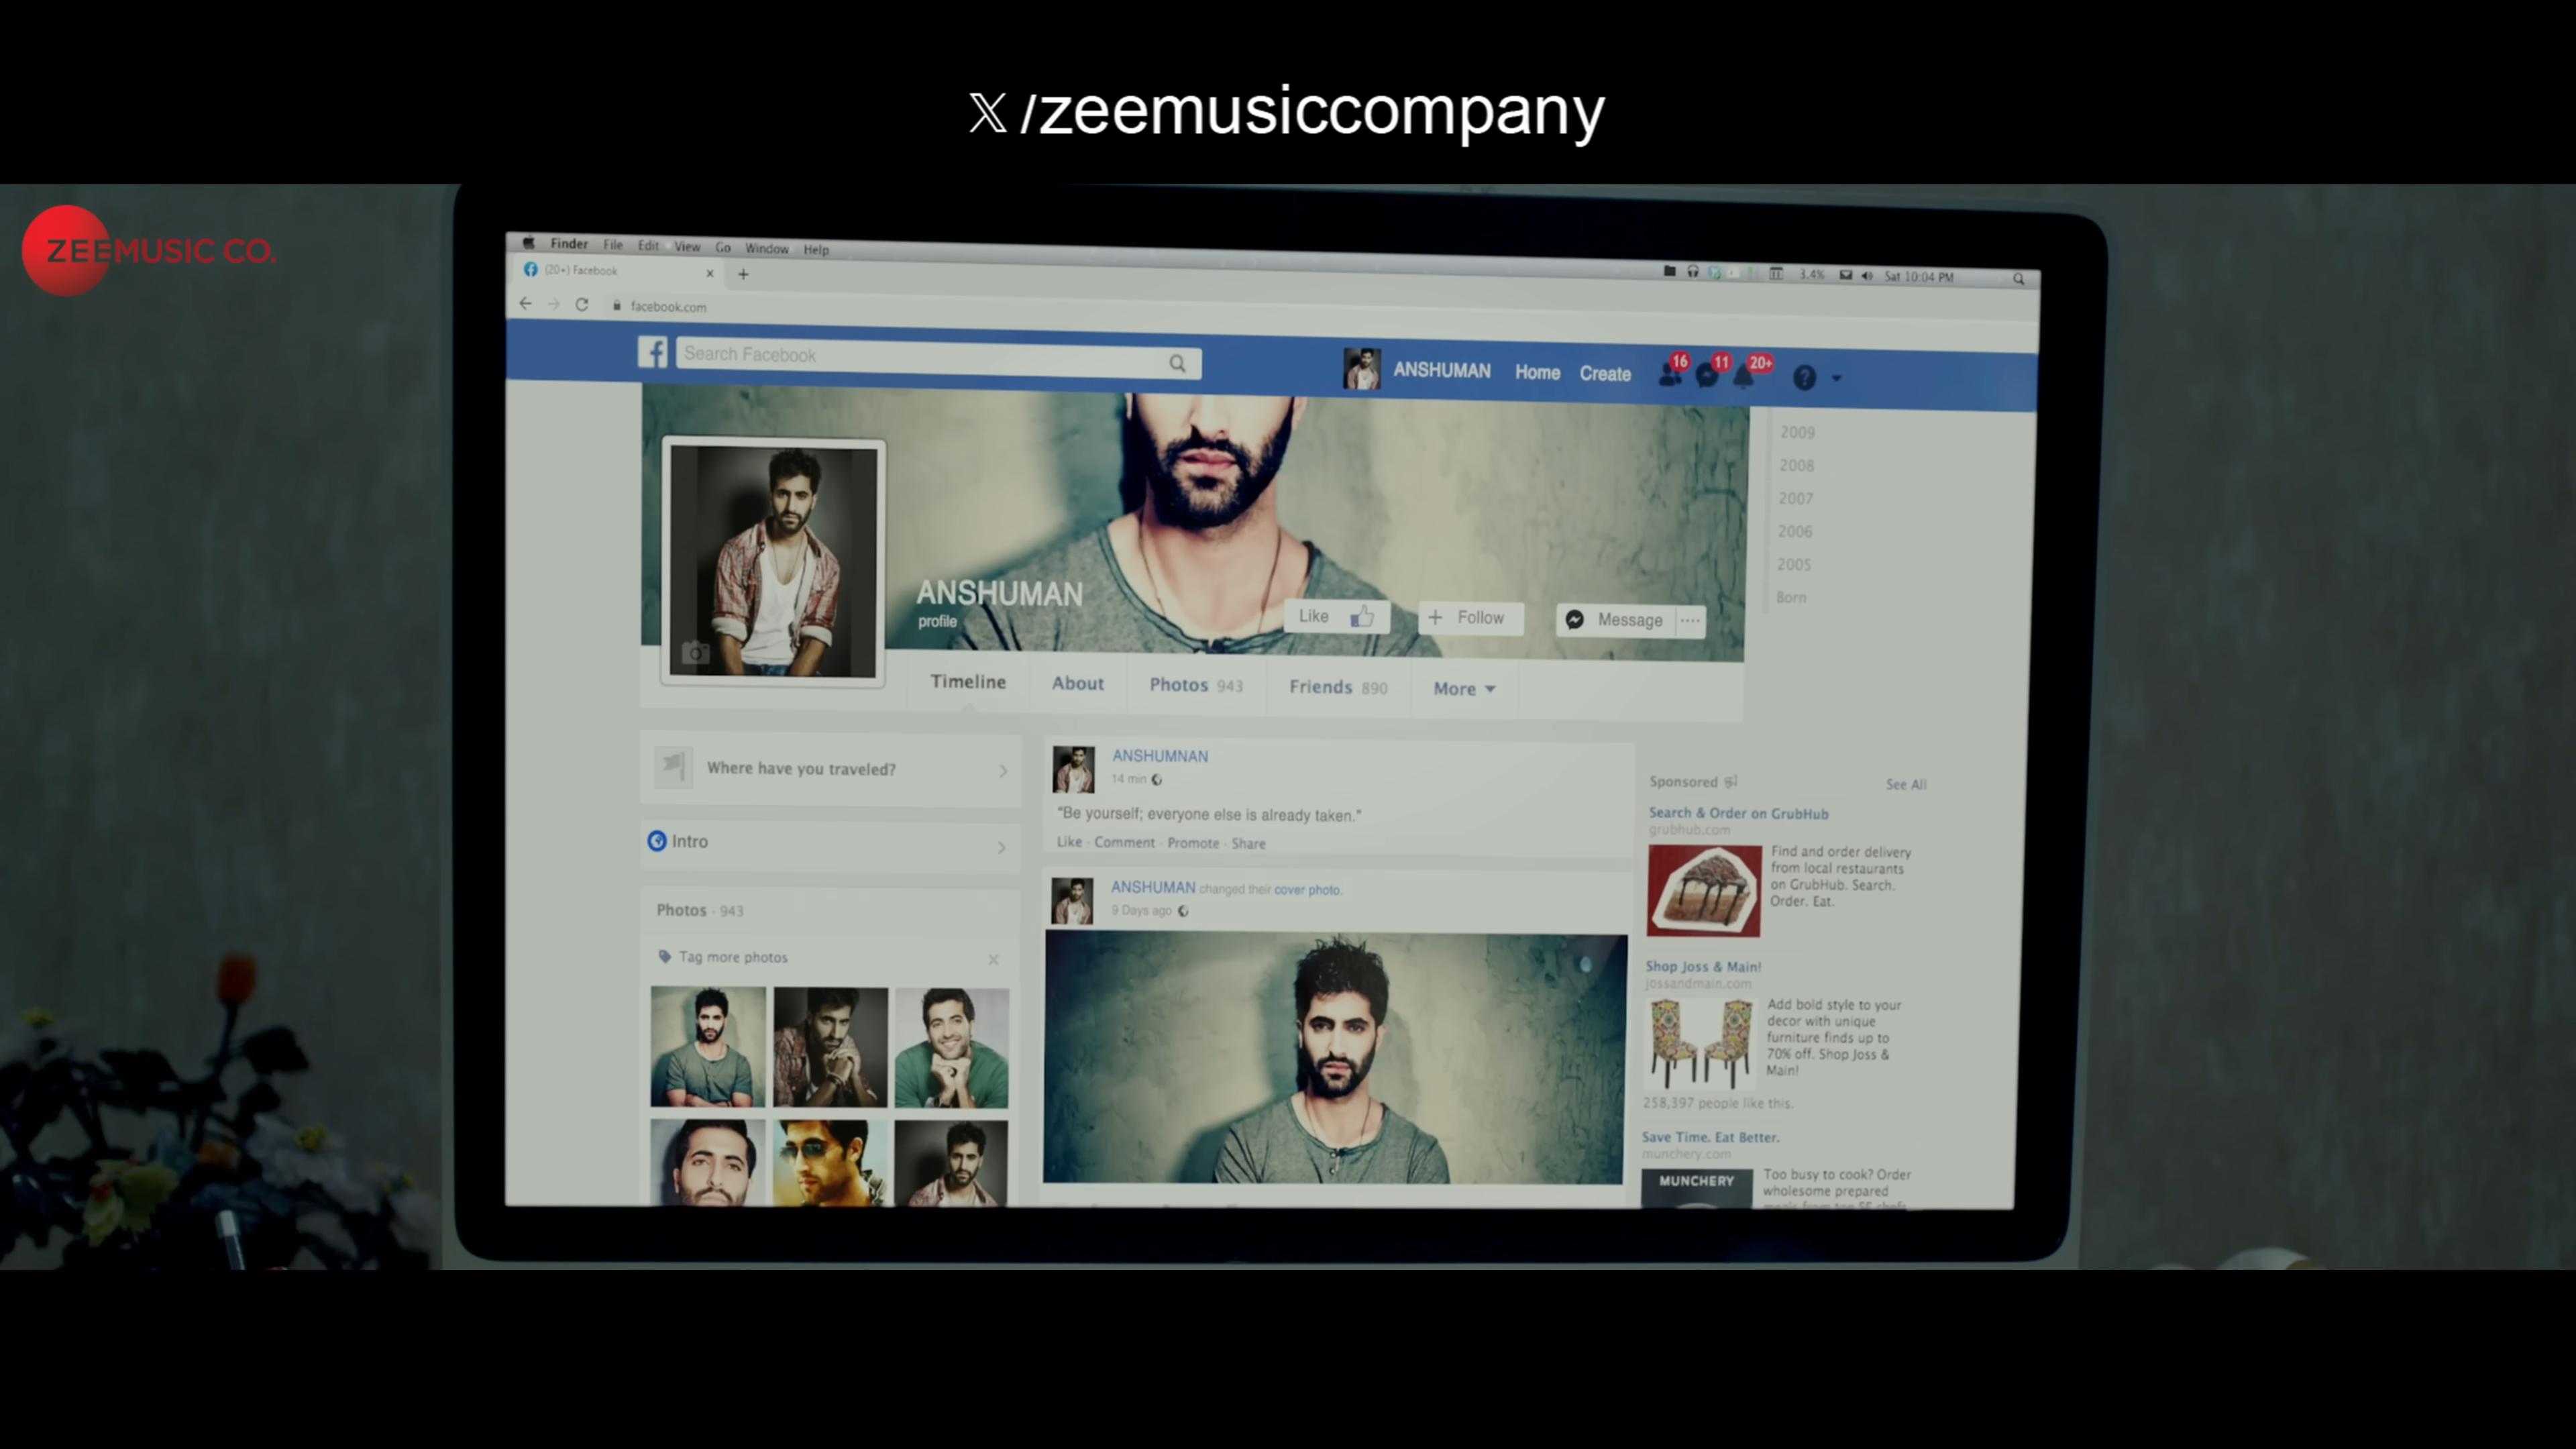 𝕏 /zeemusiccompany
ZEE MUSIC CO.
Finder File Edit View Go Window Help
3.4% Sat 10:04 PM
(20+) Facebook × +
facebook.com
Search Facebook
ANSHUMAN Home Create 16 11 20+ ?
2009
2008
2007
2006
2005
Born
ANSHUMAN
profile
Like + Follow Message ....
Timeline About Photos 943 Friends 890 More
Where have you traveled?
Intro
Photos · 943
Tag more photos ×
ANSHUMNAN
14 min
"Be yourself; everyone else is already taken."
Like · Comment · Promote · Share
ANSHUMAN changed their cover photo.
9 Days ago
Sponsored See All
Search & Order on GrubHub
grubhub.com
Find and order delivery
from local restaurants
on GrubHub. Search.
Order. Eat.
Shop Joss & Main!
jossandmain.com
Add bold style to your
decor with unique
furniture finds up to
70% off. Shop Joss &
Main!
258,397 people like this.
Save Time. Eat Better.
munchery.com
MUNCHERY
Too busy to cook? Order
wholesome prepared